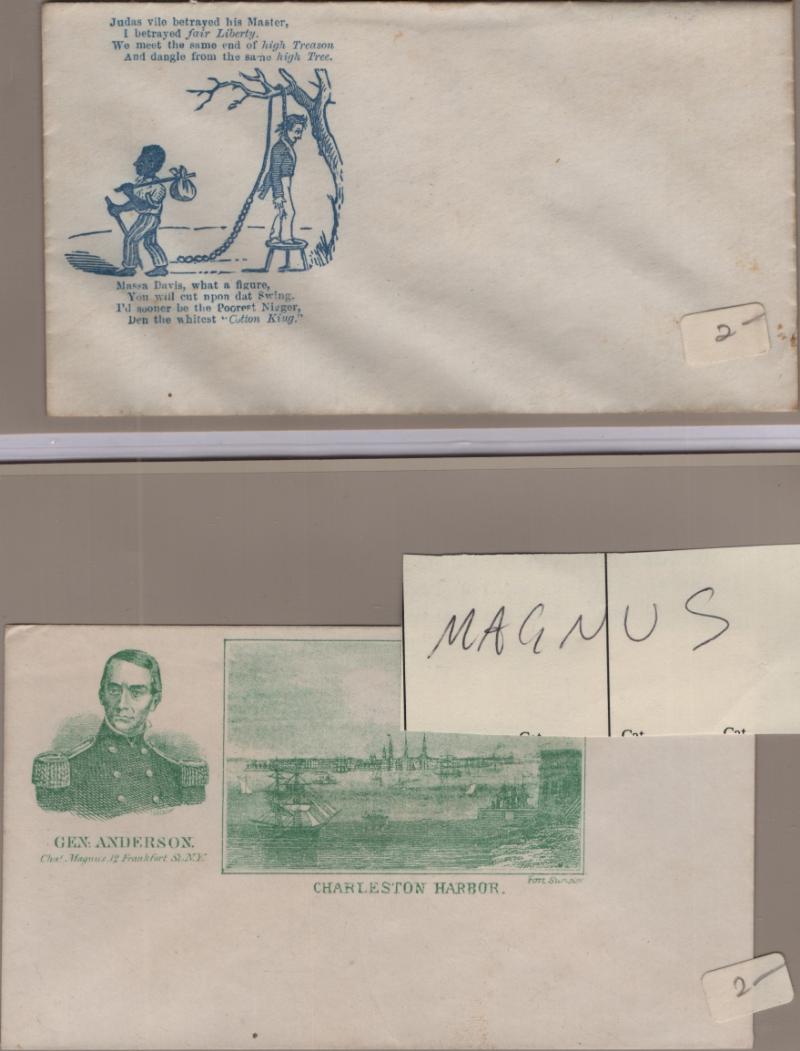 Judas vile betrayed his Master,
I betrayed fair Liberty.
We meet the same end of high Treason
And dangle from the same high Tree.
Massa Davis, what a figure,
You will cut npon dat Swing.
I'd sooner be the Poorest Nigger,
Den the whitest "Cotton King."
2-
MAGNUS
Cat. Cat. Cat.
GEN: ANDERSON.
Chas. Magnus, 12 Frankfort St. N.Y.
Fort Sumter
CHARLESTON HARBOR.
2-